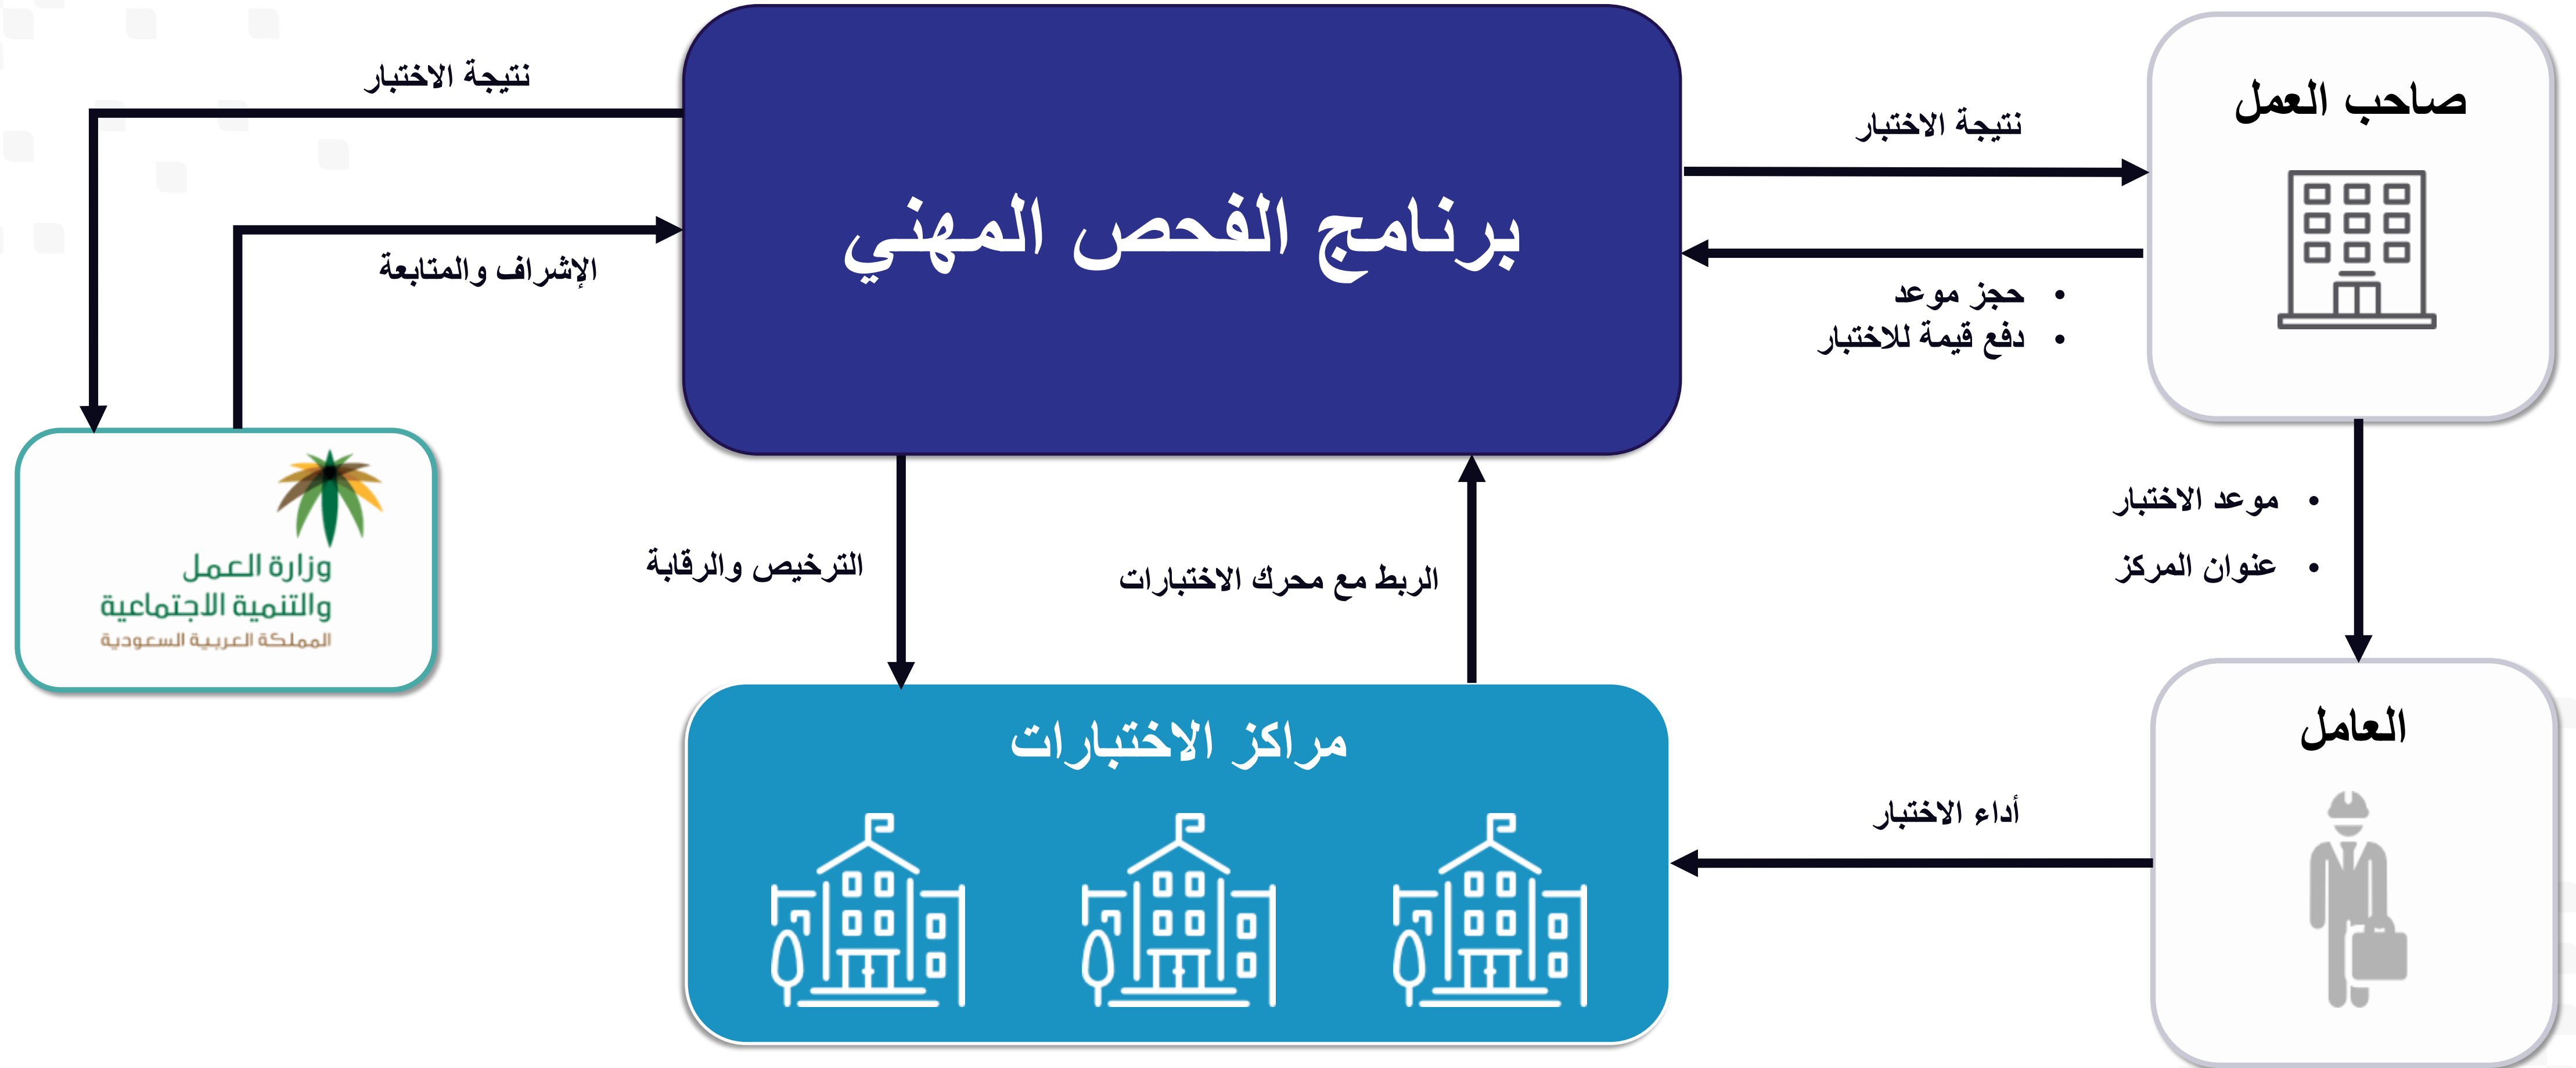 صاحب العمل
نتيجة الاختبار
• حجز موعد
• دفع قيمة للاختبار
برنامج الفحص المهني
نتيجة الاختبار
الإشراف والمتابعة
وزارة العمل
والتنمية الاجتماعية
المملكة العربية السعودية
• موعد الاختبار
• عنوان المركز
الربط مع محرك الاختبارات
الترخيص والرقابة
العامل
أداء الاختبار
مراكز الاختبارات